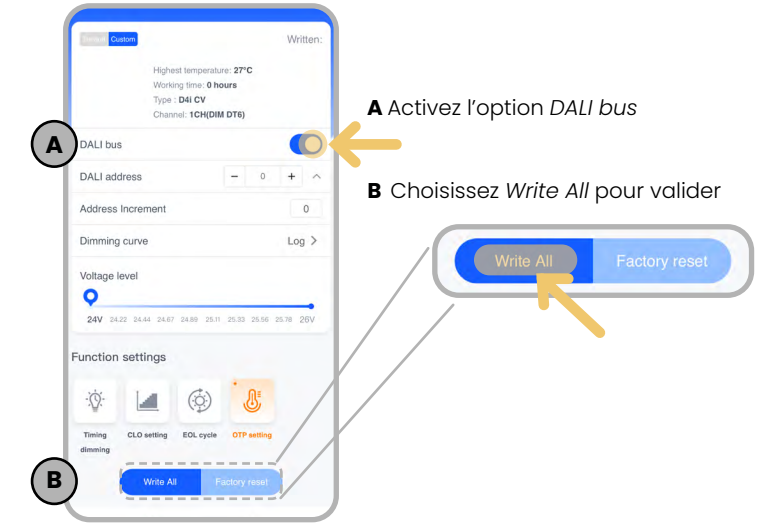 Custom
Written:
Highest temperature: 27°C
Working time: 0 hours
Type : D4i CV
Channel: 1CH(DIM DT6)
A
DALI bus
DALI address − 0 +
Address Increment 0
Dimming curve Log >
Voltage level
24V 24.22 24.44 24.67 24.89 25.11 25.33 25.56 25.78 26V
Function settings
Timing dimming
CLO setting
EOL cycle
OTP setting
B
Write All
Factory reset
A Activez l'option DALI bus
B Choisissez Write All pour valider
Write All
Factory reset